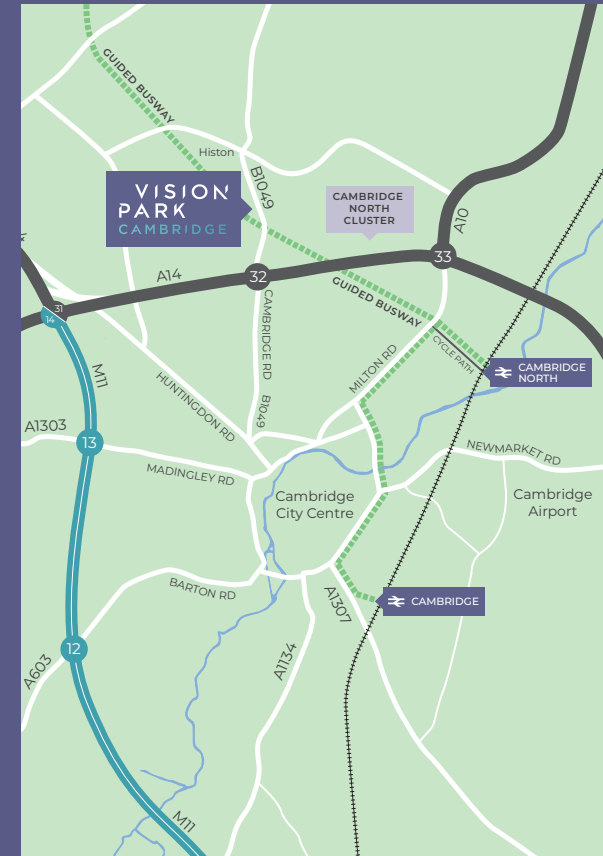 GUIDED BUSWAY
Histon
B1049
VISION
PARK
CAMBRIDGE
CAMBRIDGE
NORTH
CLUSTER
A10
33
A14
32
GUIDED BUSWAY
31
14
CAMBRIDGE RD
CYCLE PATH
CAMBRIDGE
NORTH
MILTON RD
M11
HUNTINGDON RD
B1049
A1303
13
MADINGLEY RD
NEWMARKET RD
Cambridge
City Centre
Cambridge
Airport
BARTON RD
A1307
CAMBRIDGE
12
A603
A1134
M11